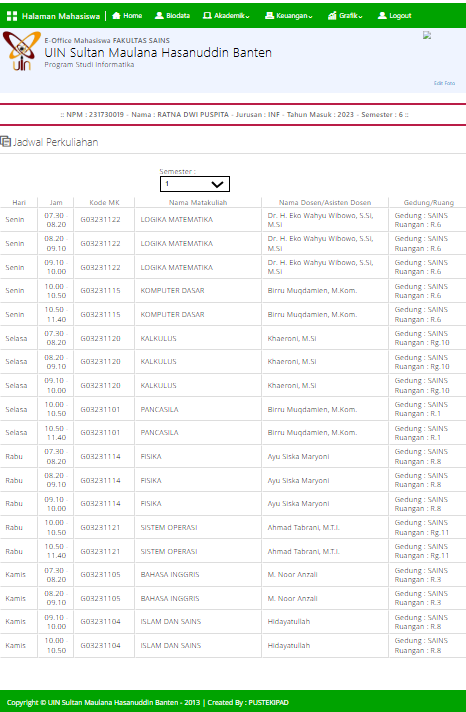 Halaman Mahasiswa | Home Biodata Akademik Keuangan Grafik Logout
E-Office Mahasiswa FAKULTAS SAINS
UIN Sultan Maulana Hasanuddin Banten
Program Studi Informatika
uin
Edit Foto
:: NPM : 231730019 - Nama : RATNA DWI PUSPITA - Jurusan : INF - Tahun Masuk : 2023 - Semester : 6 ::
Jadwal Perkuliahan
Semester :
1
Hari Jam Kode MK Nama Matakuliah Nama Dosen/Asisten Dosen Gedung/Ruang
Senin 07.30 - 08.20 G03231122 LOGIKA MATEMATIKA Dr. H. Eko Wahyu Wibowo, S.Si, M.Si Gedung : SAINS Ruangan : R.6
Senin 08.20 - 09.10 G03231122 LOGIKA MATEMATIKA Dr. H. Eko Wahyu Wibowo, S.Si, M.Si Gedung : SAINS Ruangan : R.6
Senin 09.10 - 10.00 G03231122 LOGIKA MATEMATIKA Dr. H. Eko Wahyu Wibowo, S.Si, M.Si Gedung : SAINS Ruangan : R.6
Senin 10.00 - 10.50 G03231115 KOMPUTER DASAR Birru Muqdamien, M.Kom. Gedung : SAINS Ruangan : R.6
Senin 10.50 - 11.40 G03231115 KOMPUTER DASAR Birru Muqdamien, M.Kom. Gedung : SAINS Ruangan : R.6
Selasa 07.30 - 08.20 G03231120 KALKULUS Khaeroni, M.Si Gedung : SAINS Ruangan : Rg.10
Selasa 08.20 - 09.10 G03231120 KALKULUS Khaeroni, M.Si Gedung : SAINS Ruangan : Rg.10
Selasa 09.10 - 10.00 G03231120 KALKULUS Khaeroni, M.Si Gedung : SAINS Ruangan : Rg.10
Selasa 10.00 - 10.50 G03231101 PANCASILA Birru Muqdamien, M.Kom. Gedung : SAINS Ruangan : R.1
Selasa 10.50 - 11.40 G03231101 PANCASILA Birru Muqdamien, M.Kom. Gedung : SAINS Ruangan : R.1
Rabu 07.30 - 08.20 G03231114 FISIKA Ayu Siska Maryoni Gedung : SAINS Ruangan : R.8
Rabu 08.20 - 09.10 G03231114 FISIKA Ayu Siska Maryoni Gedung : SAINS Ruangan : R.8
Rabu 09.10 - 10.00 G03231114 FISIKA Ayu Siska Maryoni Gedung : SAINS Ruangan : R.8
Rabu 10.00 - 10.50 G03231121 SISTEM OPERASI Ahmad Tabrani, M.T.I. Gedung : SAINS Ruangan : Rg.11
Rabu 10.50 - 11.40 G03231121 SISTEM OPERASI Ahmad Tabrani, M.T.I. Gedung : SAINS Ruangan : Rg.11
Kamis 07.30 - 08.20 G03231105 BAHASA INGGRIS M. Noor Anzali Gedung : SAINS Ruangan : R.3
Kamis 08.20 - 09.10 G03231105 BAHASA INGGRIS M. Noor Anzali Gedung : SAINS Ruangan : R.3
Kamis 09.10 - 10.00 G03231104 ISLAM DAN SAINS Hidayatullah Gedung : SAINS Ruangan : R.8
Kamis 10.00 - 10.50 G03231104 ISLAM DAN SAINS Hidayatullah Gedung : SAINS Ruangan : R.8
Copyright © UIN Sultan Maulana Hasanuddin Banten - 2013 | Created By : PUSTEKIPAD